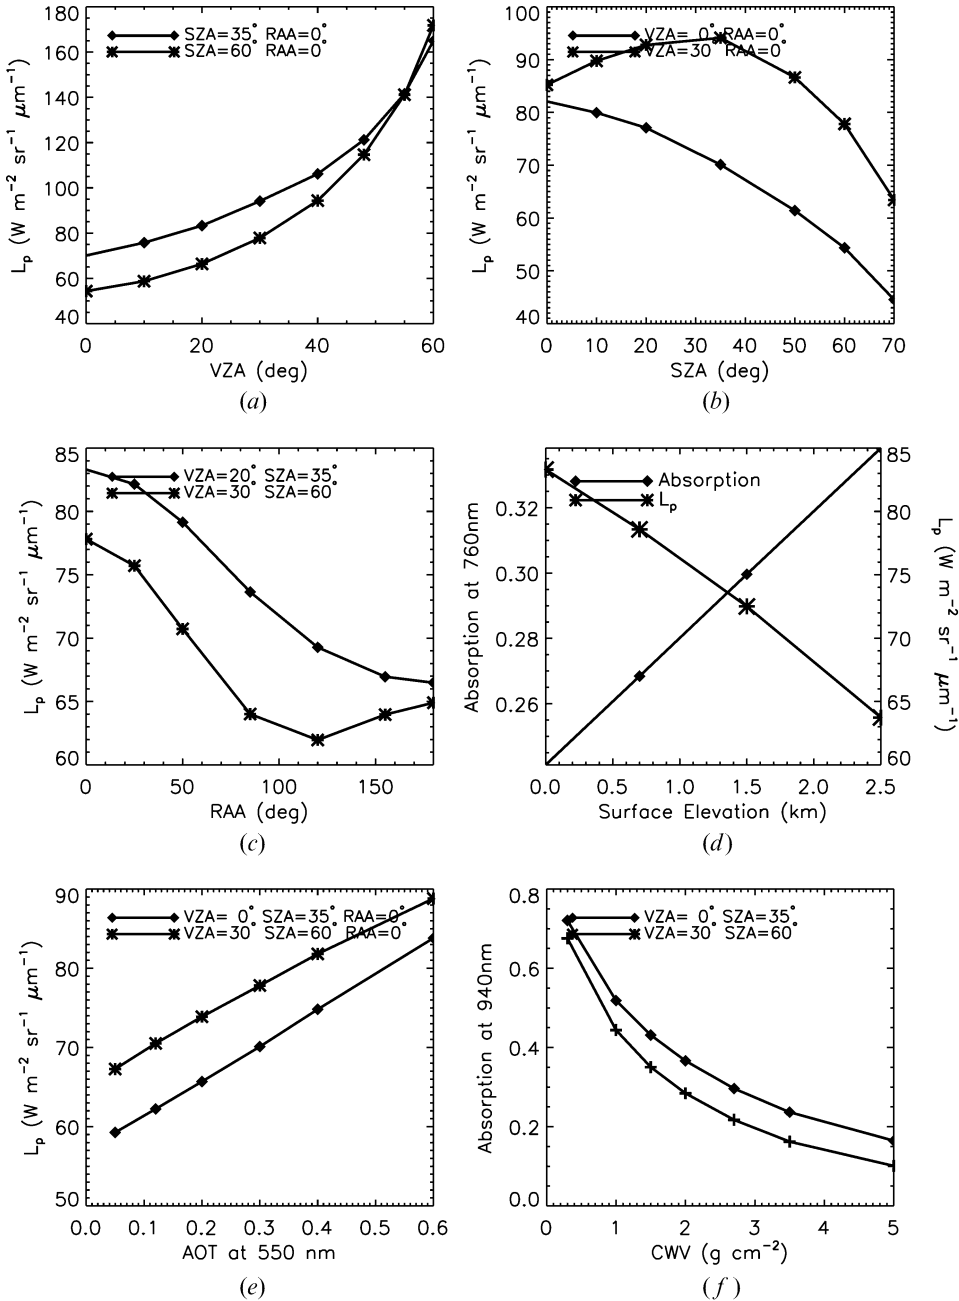 SZA=35° RAA=0°
SZA=60° RAA=0°
180
160
140
120
100
80
60
40
Lp (W m−2 sr−1 μm−1)
0 20 40 60
VZA (deg)
(a)
VZA= 0° RAA=0°
VZA=30° RAA=0°
100
90
80
70
60
50
40
Lp (W m−2 sr−1 μm−1)
0 10 20 30 40 50 60 70
SZA (deg)
(b)
VZA=20° SZA=35°
VZA=30° SZA=60°
85
80
75
70
65
60
Lp (W m−2 sr−1 μm−1)
0 50 100 150
RAA (deg)
(c)
Absorption
Lp
0.32
0.30
0.28
0.26
Absorption at 760nm
85
80
75
70
65
60
Lp (W m−2 sr−1 μm−1)
0.0 0.5 1.0 1.5 2.0 2.5
Surface Elevation (km)
(d)
VZA= 0° SZA=35° RAA=0°
VZA=30° SZA=60° RAA=0°
90
80
70
60
50
Lp (W m−2 sr−1 μm−1)
0.0 0.1 0.2 0.3 0.4 0.5 0.6
AOT at 550 nm
(e)
VZA= 0° SZA=35°
VZA=30° SZA=60°
0.8
0.6
0.4
0.2
0.0
Absorption at 940nm
0 1 2 3 4 5
CWV (g cm−2)
(f)